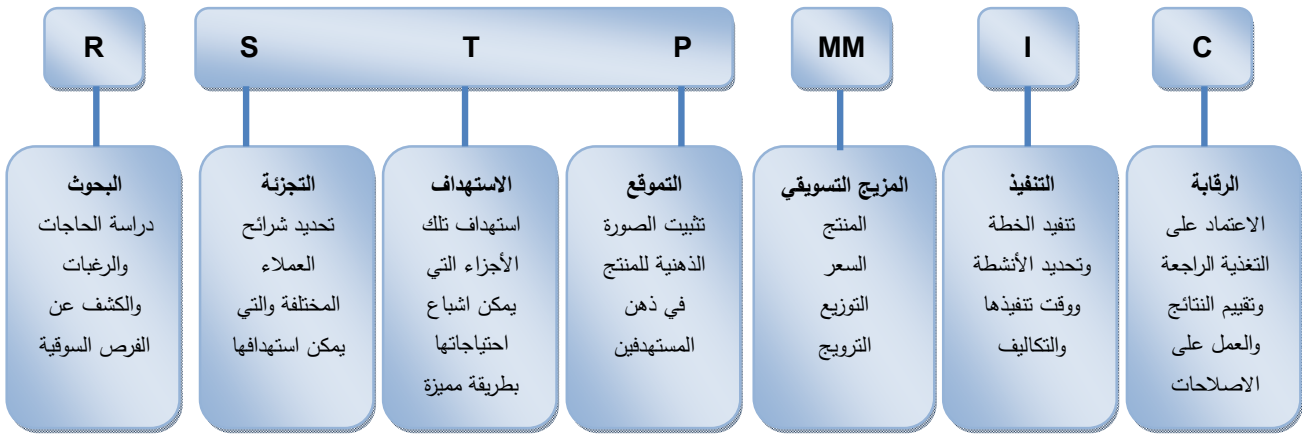 R
S T P
MM
I
C
البحوث
دراسة الحاجات
والرغبات
والكشف عن
الفرص السوقية
التجزئة
تحديد شرائح
العملاء
المختلفة والتي
يمكن استهدافها
الاستهداف
استهداف تلك
الأجزاء التي
يمكن اشباع
احتياجاتها
بطريقة مميزة
التموقع
تثبيت الصورة
الذهنية للمنتج
في ذهن
المستهدفين
المزيج التسويقي
المنتج
السعر
التوزيع
الترويج
التنفيذ
تنفيد الخطة
وتحديد الأنشطة
ووقت تنفيذها
والتكاليف
الرقابة
الاعتماد على
التغذية الراجعة
وتقييم النتائج
والعمل على
الاصلاحات